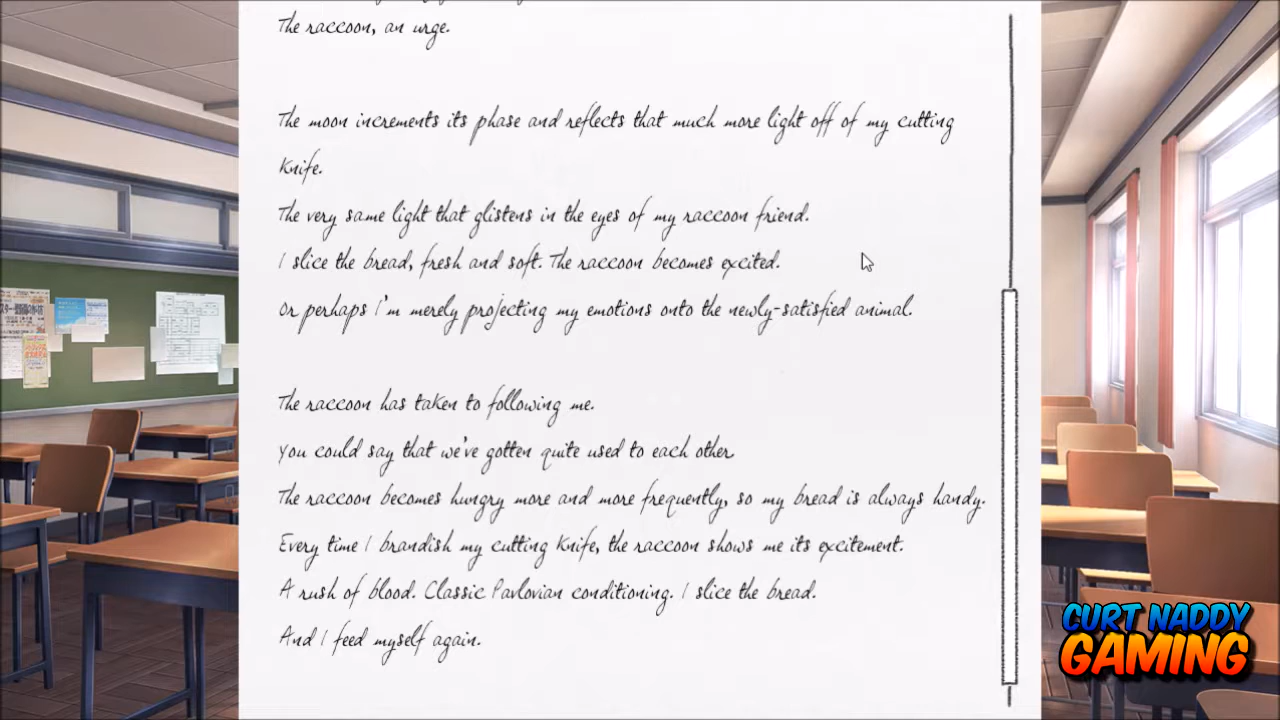 The raccoon, an urge.
The moon increments its phase and reflects that much more light off of my cutting
knife.
The very same light that glistens in the eyes of my raccoon friend.
I slice the bread, fresh and soft. The raccoon becomes excited.
Or perhaps I'm merely projecting my emotions onto the newly-satisfied animal.
The raccoon has taken to following me.
You could say that we've gotten quite used to each other
The raccoon becomes hungry more and more frequently, so my bread is always handy.
Every time I brandish my cutting knife, the raccoon shows me its excitement.
A rush of blood. Classic Pavlovian conditioning. I slice the bread.
And I feed myself again.
CURT NADDY
GAMING